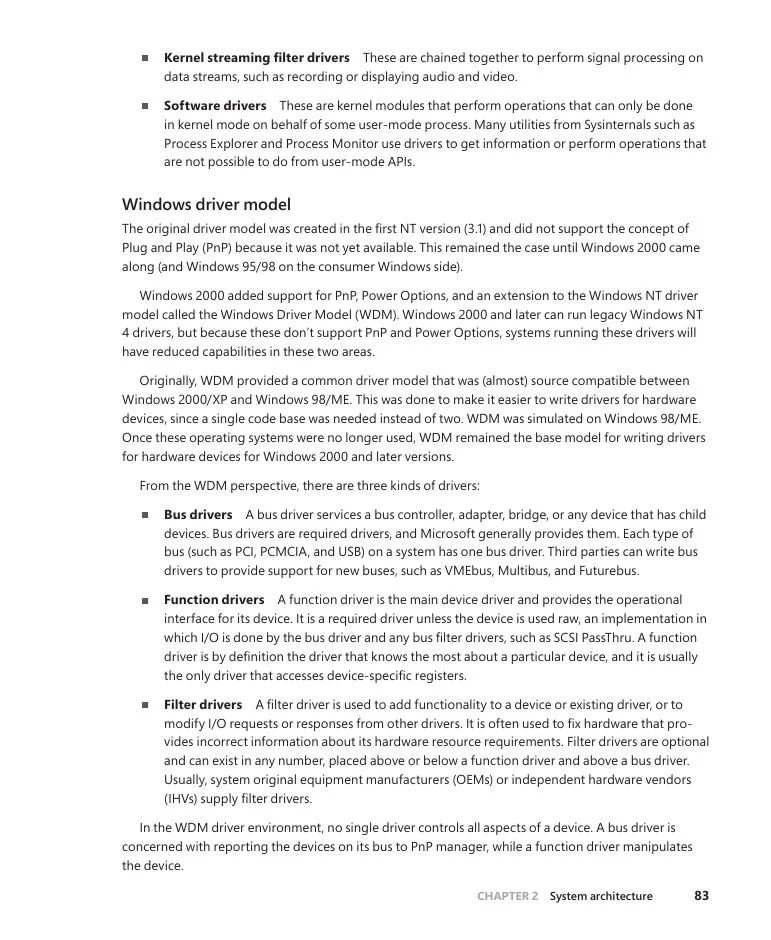 ■ Kernel streaming filter drivers These are chained together to perform signal processing on
data streams, such as recording or displaying audio and video.
■ Software drivers These are kernel modules that perform operations that can only be done
in kernel mode on behalf of some user-mode process. Many utilities from Sysinternals such as
Process Explorer and Process Monitor use drivers to get information or perform operations that
are not possible to do from user-mode APIs.
Windows driver model
The original driver model was created in the first NT version (3.1) and did not support the concept of
Plug and Play (PnP) because it was not yet available. This remained the case until Windows 2000 came
along (and Windows 95/98 on the consumer Windows side).
Windows 2000 added support for PnP, Power Options, and an extension to the Windows NT driver
model called the Windows Driver Model (WDM). Windows 2000 and later can run legacy Windows NT
4 drivers, but because these don’t support PnP and Power Options, systems running these drivers will
have reduced capabilities in these two areas.
Originally, WDM provided a common driver model that was (almost) source compatible between
Windows 2000/XP and Windows 98/ME. This was done to make it easier to write drivers for hardware
devices, since a single code base was needed instead of two. WDM was simulated on Windows 98/ME.
Once these operating systems were no longer used, WDM remained the base model for writing drivers
for hardware devices for Windows 2000 and later versions.
From the WDM perspective, there are three kinds of drivers:
■ Bus drivers A bus driver services a bus controller, adapter, bridge, or any device that has child
devices. Bus drivers are required drivers, and Microsoft generally provides them. Each type of
bus (such as PCI, PCMCIA, and USB) on a system has one bus driver. Third parties can write bus
drivers to provide support for new buses, such as VMEbus, Multibus, and Futurebus.
■ Function drivers A function driver is the main device driver and provides the operational
interface for its device. It is a required driver unless the device is used raw, an implementation in
which I/O is done by the bus driver and any bus filter drivers, such as SCSI PassThru. A function
driver is by definition the driver that knows the most about a particular device, and it is usually
the only driver that accesses device-specific registers.
■ Filter drivers A filter driver is used to add functionality to a device or existing driver, or to
modify I/O requests or responses from other drivers. It is often used to fix hardware that pro-
vides incorrect information about its hardware resource requirements. Filter drivers are optional
and can exist in any number, placed above or below a function driver and above a bus driver.
Usually, system original equipment manufacturers (OEMs) or independent hardware vendors
(IHVs) supply filter drivers.
In the WDM driver environment, no single driver controls all aspects of a device. A bus driver is
concerned with reporting the devices on its bus to PnP manager, while a function driver manipulates
the device.
CHAPTER 2 System architecture 83